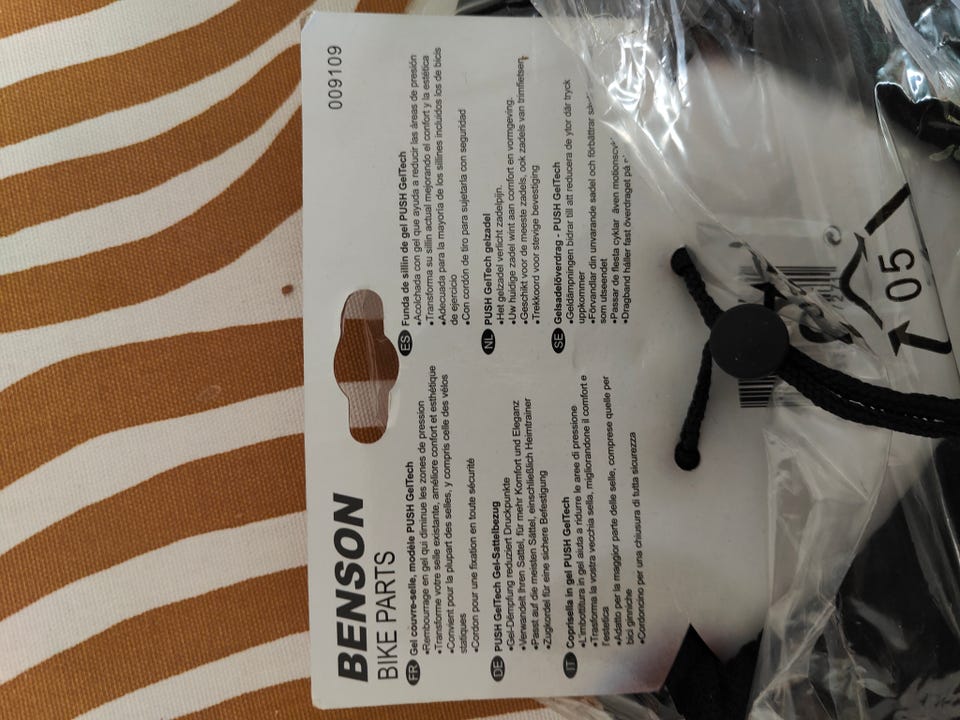 BENSON
BIKE PARTS
009109
FR Gel couvre-selle, modèle PUSH GelTech
•Rembourrage en gel qui diminue les zones de pression
•Transforme votre selle existante, améliore confort et esthétique
•Convient pour la plupart des selles, y compris celle des vélos
statiques
•Cordon pour une fixation en toute sécurité
DE PUSH GelTech Gel-Sattelbezug
•Gel-Dämpfung reduziert Druckpunkte
•Verwandelt Ihren Sattel, für mehr Komfort und Eleganz
•Passt auf die meisten Sättel, einschließlich Heimtrainer
•Zugkordel für eine sichere Befestigung
IT Coprisella in gel PUSH GelTech
•L'imbottitura in gel aiuta a ridurre le aree di pressione
•Trasforma la vostra vecchia sella, migliorandone il comfort e
l'estetica
•Adatto per la maggior parte delle selle, comprese quelle per
bici ginniche
•Cordoncino per una chiusura di tutta sicurezza
ES Funda de sillín de gel PUSH GelTech
•Acolchada con gel que ayuda a reducir las áreas de presión
•Transforma su sillín actual mejorando el confort y la estética
•Adecuada para la mayoría de los sillines incluidos los de bicis
de ejercicio
•Con cordón de tiro para sujetarla con seguridad
NL PUSH GelTech gelzadel
•Het gelzadel verlicht zadelpijn.
•Uw huidige zadel wint aan comfort en vormgeving.
•Geschikt voor de meeste zadels, ook zadels van trimfietsen.
•Trekkoord voor stevige bevestiging
SE Gelsadelöverdrag - PUSH GelTech
•Geldämpningen bidrar till att reducera de ytor där tryck
uppkommer
•Förvandlar din unvarande sadel och förbättrar
som utseendet
•Passar de flesta cyklar även
•Dragband håller fast överdraget på
05